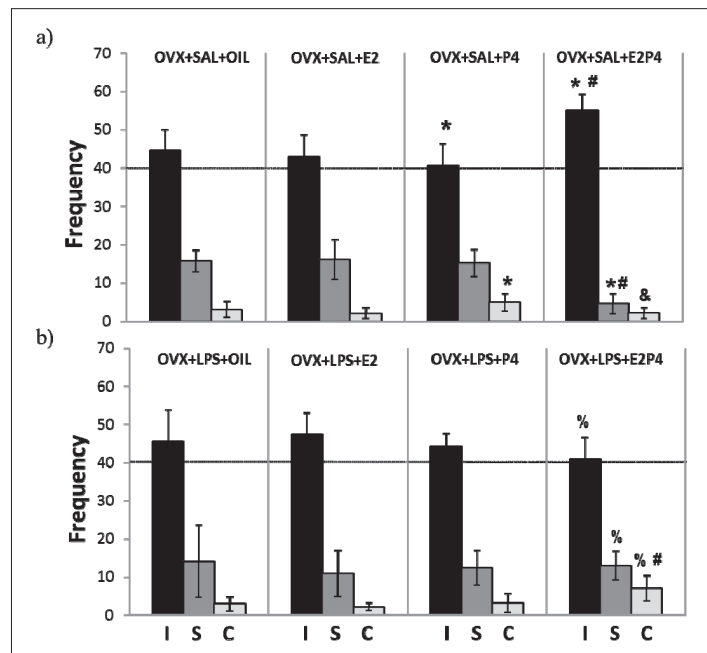 a)
70
60
50
40
30
20
10
0
Frequency
OVX+SAL+OIL OVX+SAL+E2 OVX+SAL+P4 OVX+SAL+E2P4
* * #
* *# &
b)
70
60
50
40
30
20
10
0
Frequency
OVX+LPS+OIL OVX+LPS+E2 OVX+LPS+P4 OVX+LPS+E2P4
%
% % #
I S C I S C I S C I S C